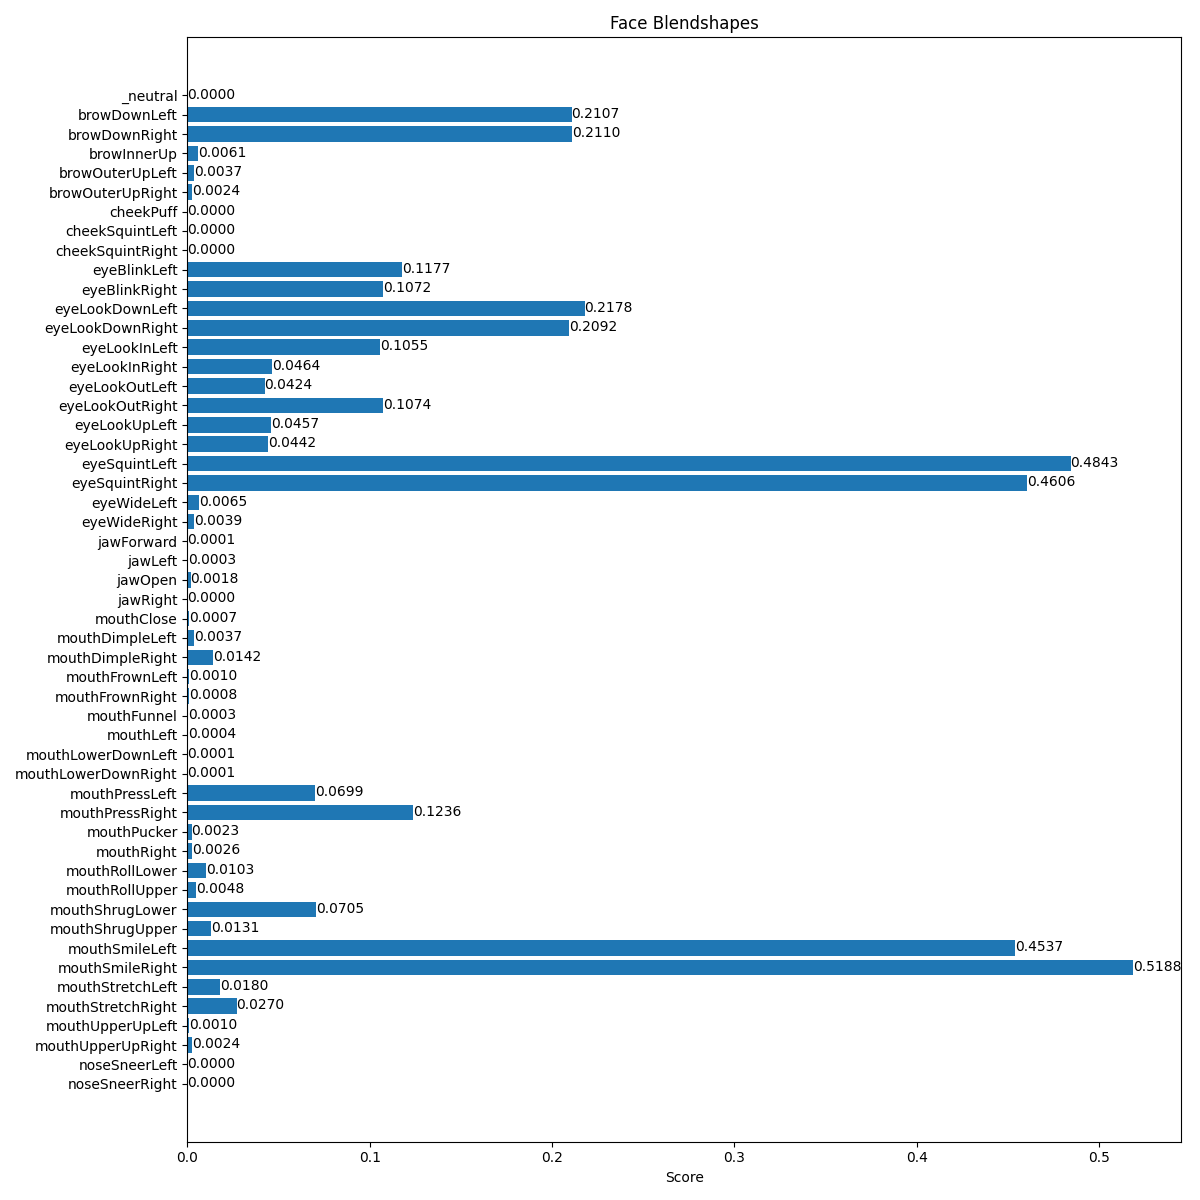 Face Blendshapes
_neutral 0.0000
browDownLeft 0.2107
browDownRight 0.2110
browInnerUp 0.0061
browOuterUpLeft 0.0037
browOuterUpRight 0.0024
cheekPuff 0.0000
cheekSquintLeft 0.0000
cheekSquintRight 0.0000
eyeBlinkLeft 0.1177
eyeBlinkRight 0.1072
eyeLookDownLeft 0.2178
eyeLookDownRight 0.2092
eyeLookInLeft 0.1055
eyeLookInRight 0.0464
eyeLookOutLeft 0.0424
eyeLookOutRight 0.1074
eyeLookUpLeft 0.0457
eyeLookUpRight 0.0442
eyeSquintLeft 0.4843
eyeSquintRight 0.4606
eyeWideLeft 0.0065
eyeWideRight 0.0039
jawForward 0.0001
jawLeft 0.0003
jawOpen 0.0018
jawRight 0.0000
mouthClose 0.0007
mouthDimpleLeft 0.0037
mouthDimpleRight 0.0142
mouthFrownLeft 0.0010
mouthFrownRight 0.0008
mouthFunnel 0.0003
mouthLeft 0.0004
mouthLowerDownLeft 0.0001
mouthLowerDownRight 0.0001
mouthPressLeft 0.0699
mouthPressRight 0.1236
mouthPucker 0.0023
mouthRight 0.0026
mouthRollLower 0.0103
mouthRollUpper 0.0048
mouthShrugLower 0.0705
mouthShrugUpper 0.0131
mouthSmileLeft 0.4537
mouthSmileRight 0.5188
mouthStretchLeft 0.0180
mouthStretchRight 0.0270
mouthUpperUpLeft 0.0010
mouthUpperUpRight 0.0024
noseSneerLeft 0.0000
noseSneerRight 0.0000
0.0 0.1 0.2 0.3 0.4 0.5
Score